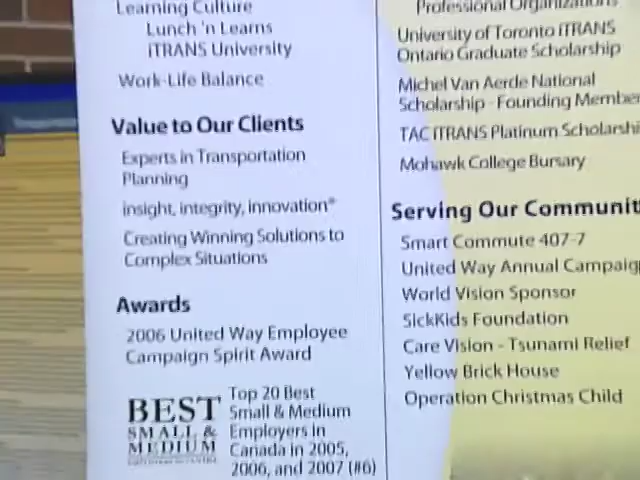 Learning Culture
Lunch 'n Learns
iTRANS University
Work-Life Balance
Value to Our Clients
Experts in Transportation
Planning
insight, integrity, innovation®
Creating Winning Solutions to
Complex Situations
Awards
2006 United Way Employee
Campaign Spirit Award
BEST
SMALL &
MEDIUM
Top 20 Best
Small & Medium
Employers in
Canada in 2005,
2006, and 2007 (#6)
Professional Organizations
University of Toronto iTRANS
Ontario Graduate Scholarship
Michel Van Aerde National
Scholarship - Founding Member
TAC iTRANS Platinum Scholarshi
Mohawk College Bursary
Serving Our Communit
Smart Commute 407-7
United Way Annual Campaig
World Vision Sponsor
SickKids Foundation
Care Vision - Tsunami Relief
Yellow Brick House
Operation Christmas Child